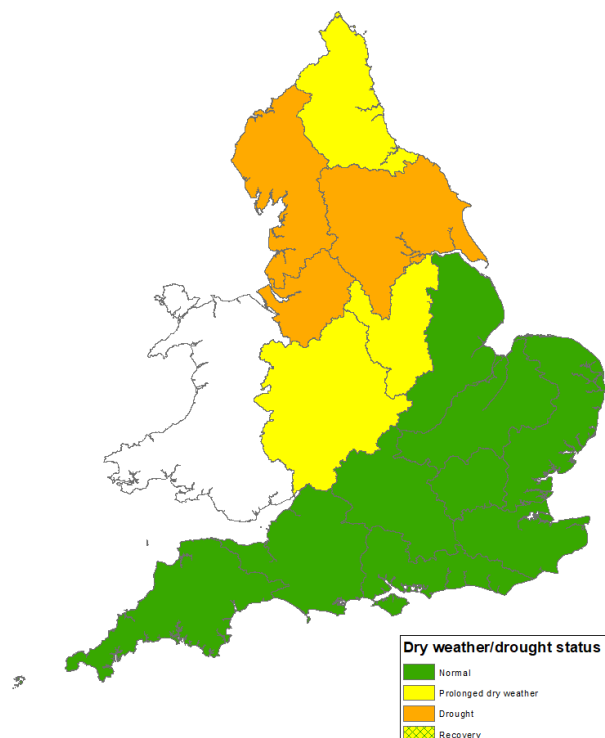 Dry weather/drought status
Normal
Prolonged dry weather
Drought
Recovery